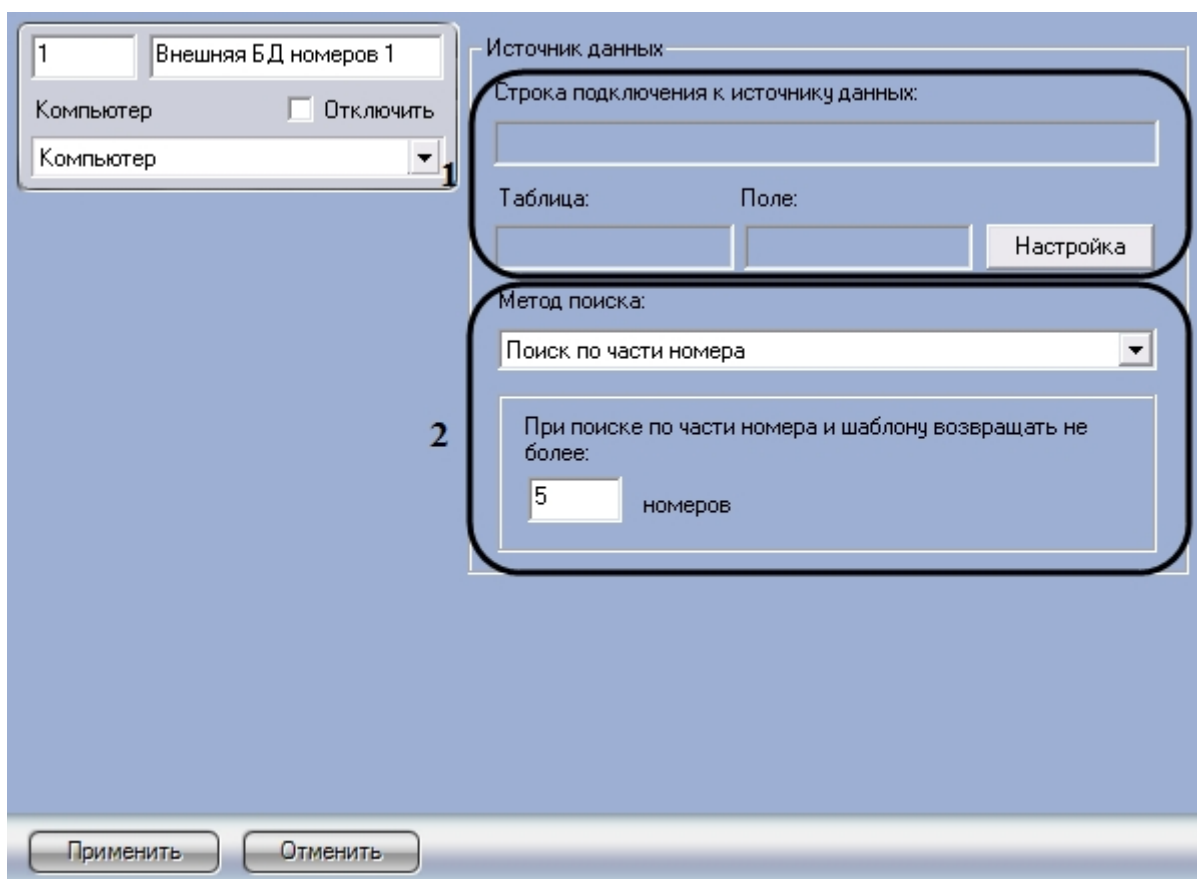 1
Внешняя БД номеров 1
Компьютер
Отключить
Компьютер
1
Источник данных
Строка подключения к источнику данных:
Таблица:
Поле:
Настройка
2
Метод поиска:
Поиск по части номера
При поиске по части номера и шаблону возвращать не
более:
5
номеров
Применить
Отменить